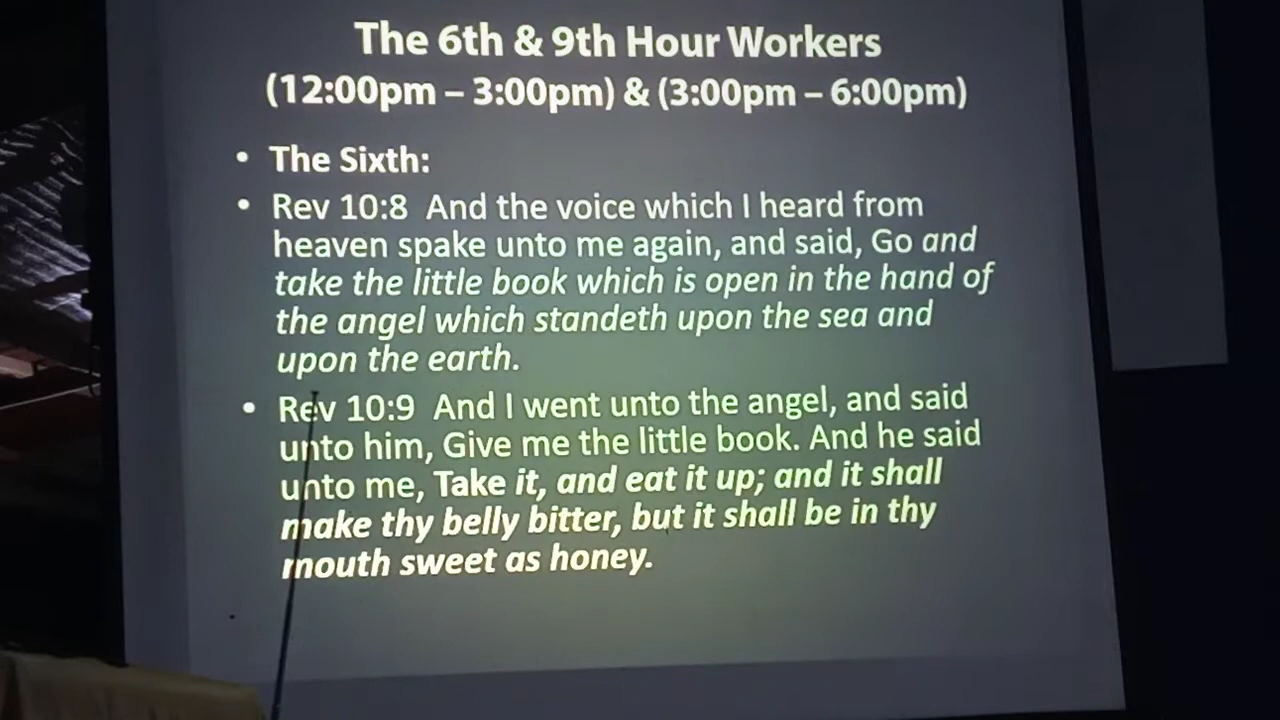 The 6th & 9th Hour Workers
(12:00pm – 3:00pm) & (3:00pm – 6:00pm)
• The Sixth:
• Rev 10:8 And the voice which I heard from
heaven spake unto me again, and said, Go and
take the little book which is open in the hand of
the angel which standeth upon the sea and
upon the earth.
• Rev 10:9 And I went unto the angel, and said
unto him, Give me the little book. And he said
unto me, Take it, and eat it up; and it shall
make thy belly bitter, but it shall be in thy
mouth sweet as honey.